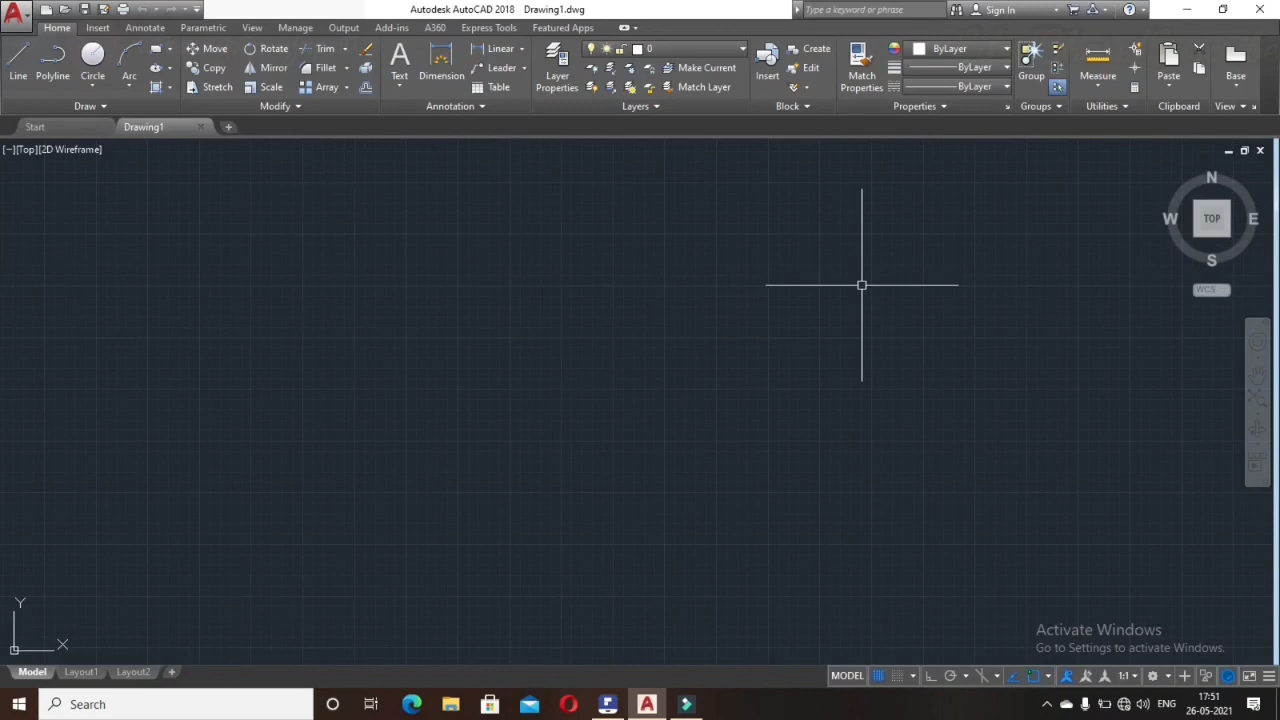 Autodesk AutoCAD 2018 Drawing1.dwg
Type a keyword or phrase
Sign In
Home Insert Annotate Parametric View Manage Output Add-ins A360 Express Tools Featured Apps
Line Polyline Circle Arc
Move Rotate Trim
Copy Mirror Fillet
Stretch Scale Array
Text Dimension
Linear
Leader
Table
Layer Properties
0
Make Current
Match Layer
Insert
Create
Edit
Match Properties
ByLayer
ByLayer
ByLayer
Group
Measure
Paste
Base
Draw Modify Annotation Layers Block Properties Groups Utilities Clipboard View
Start Drawing1
[−][Top][2D Wireframe]
N
W TOP E
S
WCS
Y
X
Activate Windows
Go to Settings to activate Windows.
Model Layout1 Layout2
MODEL
1:1
Search
ENG
17:51
26-05-2021